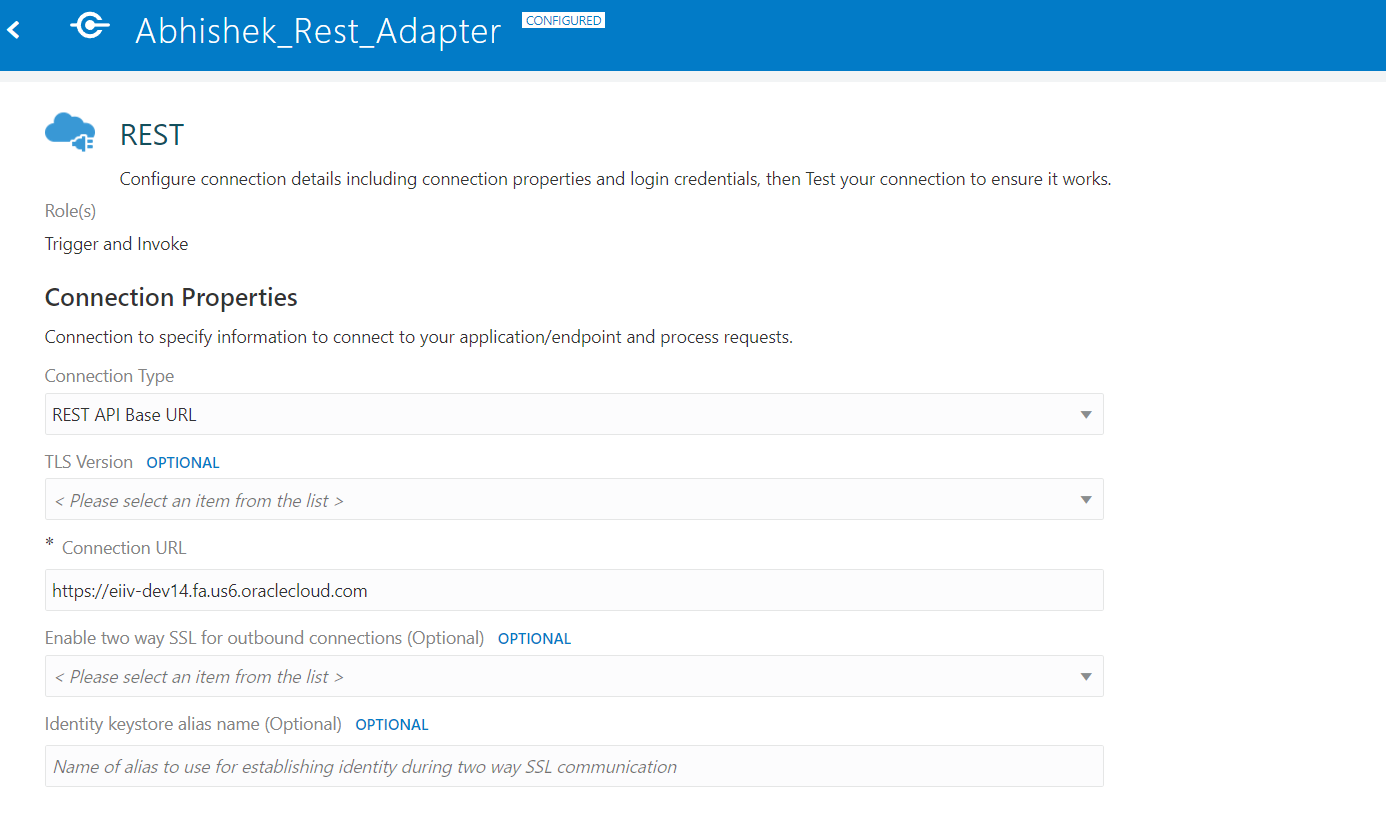 Abhishek_Rest_Adapter CONFIGURED
REST
Configure connection details including connection properties and login credentials, then Test your connection to ensure it works.
Role(s)
Trigger and Invoke
Connection Properties
Connection to specify information to connect to your application/endpoint and process requests.
Connection Type
REST API Base URL
TLS Version OPTIONAL
< Please select an item from the list >
* Connection URL
https://eiiv-dev14.fa.us6.oraclecloud.com
Enable two way SSL for outbound connections (Optional) OPTIONAL
< Please select an item from the list >
Identity keystore alias name (Optional) OPTIONAL
Name of alias to use for establishing identity during two way SSL communication